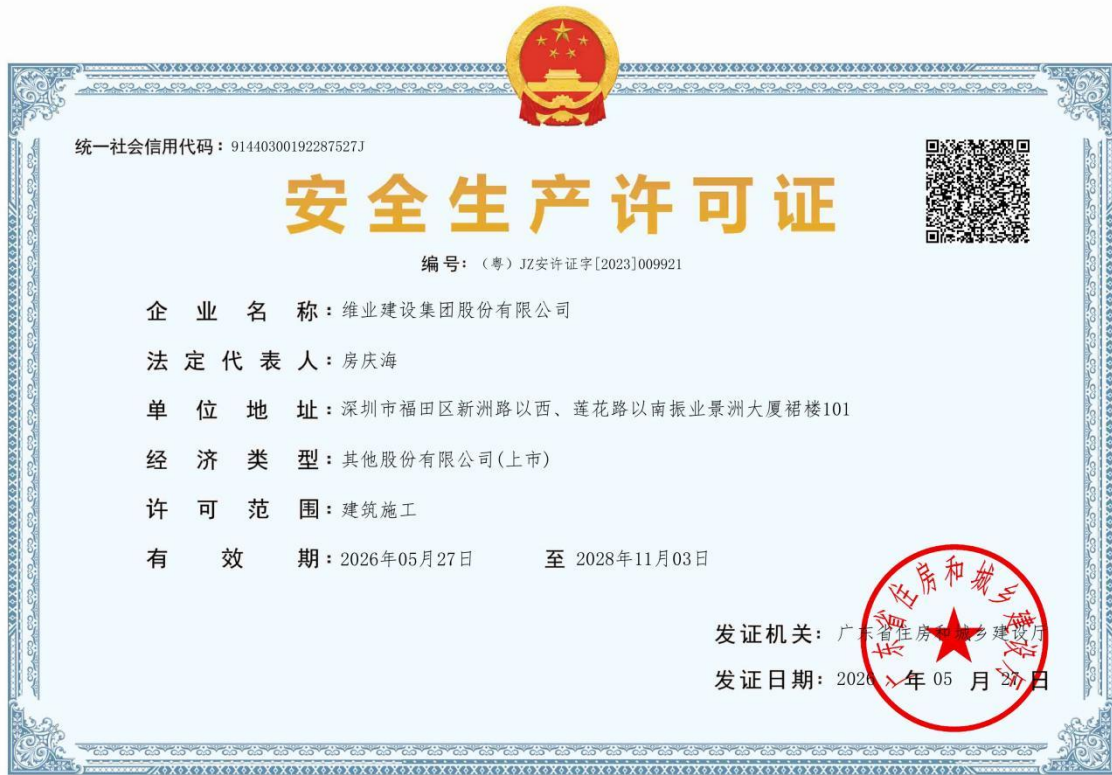 统一社会信用代码：91440300192287527J
安全生产许可证
编号：（粤）JZ安许证字[2023]009921
企业名称：维业建设集团股份有限公司
法定代表人：房庆海
单位地址：深圳市福田区新洲路以西、莲花路以南振业景洲大厦裙楼101
经济类型：其他股份有限公司(上市)
许可范围：建筑施工
有效期：2026年05月27日 至 2028年11月03日
发证机关：广东省住房和城乡建设厅
发证日期：2026年05月27日
广东省住房和城乡建设厅